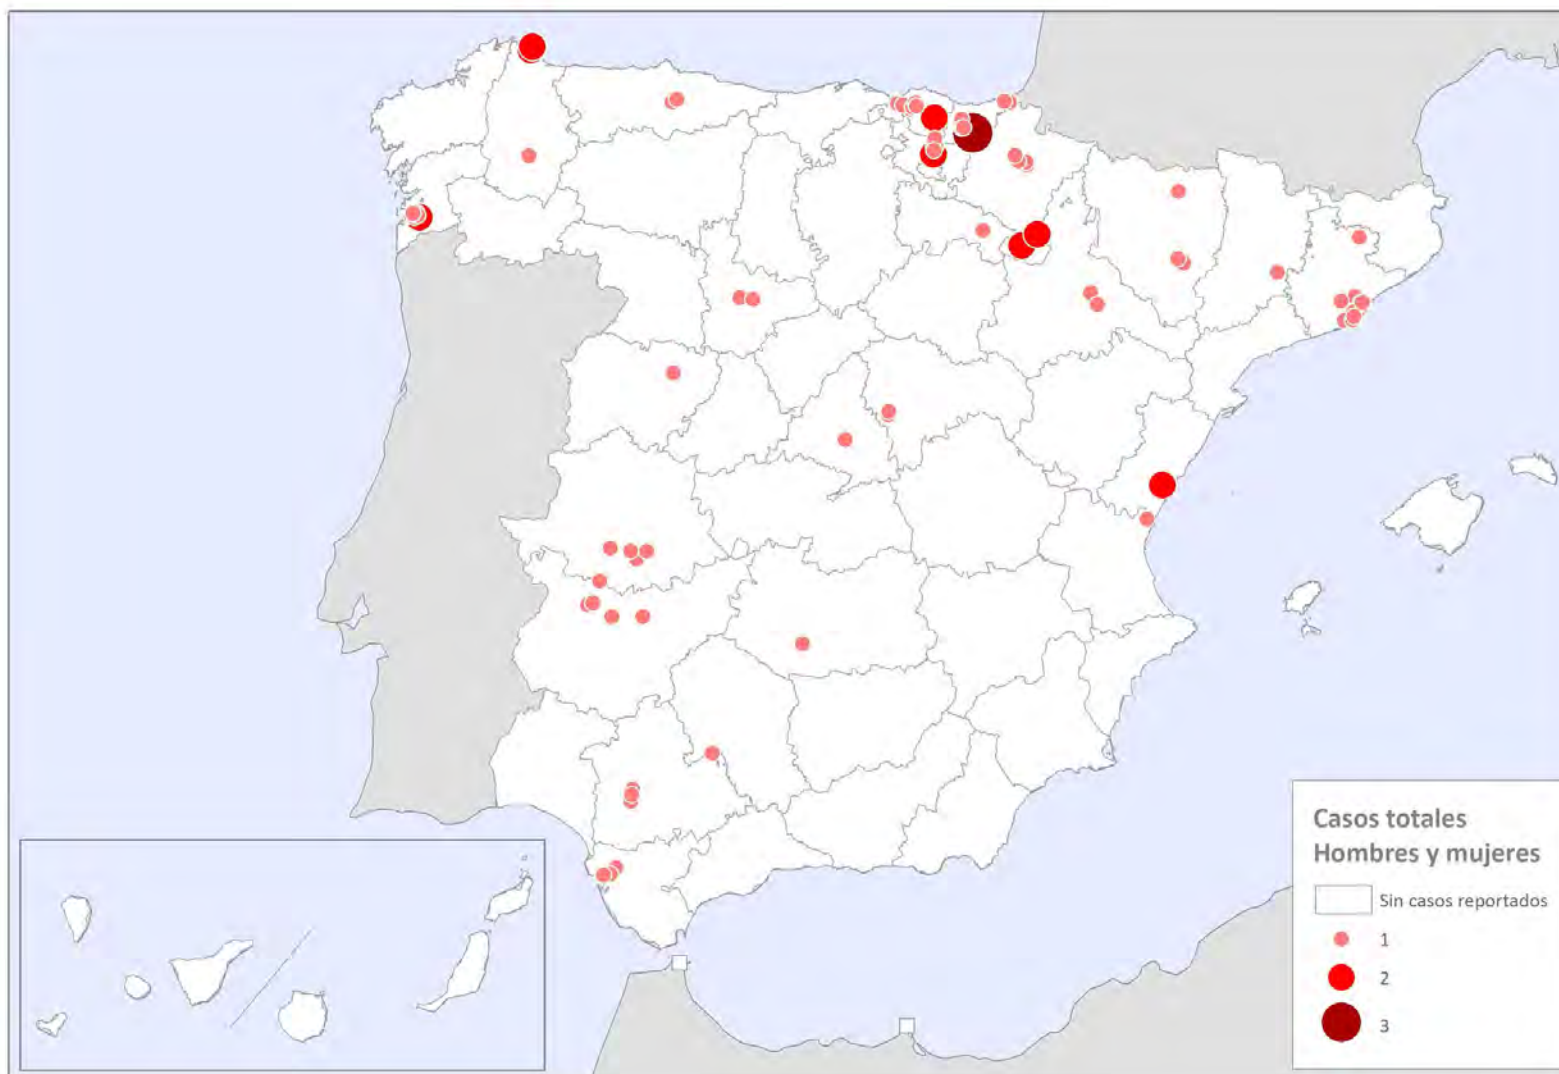 Casos totales
Hombres y mujeres
Sin casos reportados
1
2
3